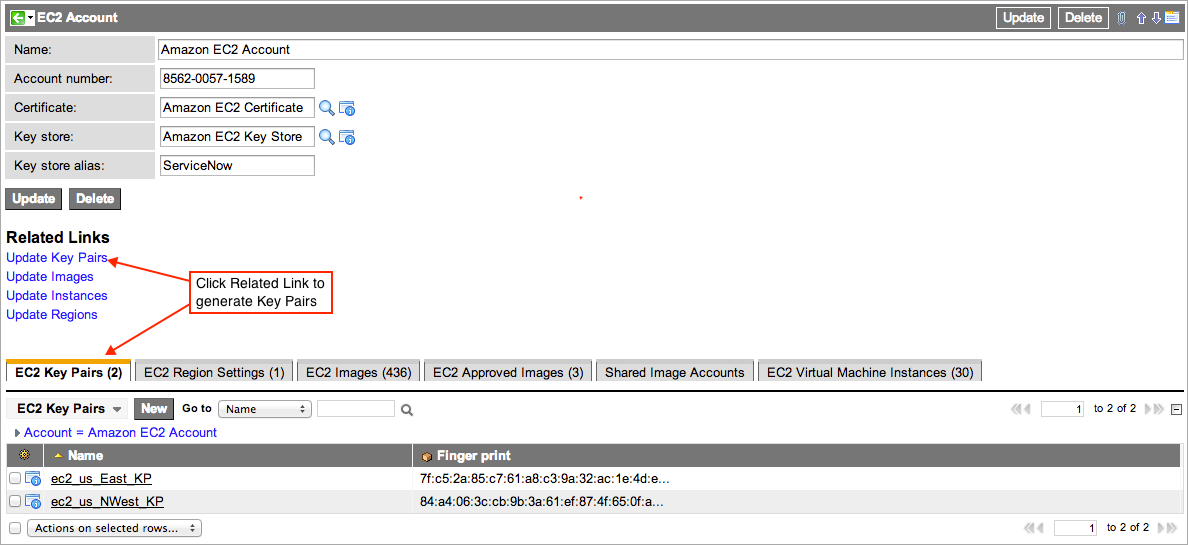 EC2 Account Update Delete
Name: Amazon EC2 Account
Account number: 8562-0057-1589
Certificate: Amazon EC2 Certificate
Key store: Amazon EC2 Key Store
Key store alias: ServiceNow
Update Delete
Related Links
Update Key Pairs
Update Images
Update Instances
Update Regions
Click Related Link to
generate Key Pairs
EC2 Key Pairs (2) EC2 Region Settings (1) EC2 Images (436) EC2 Approved Images (3) Shared Image Accounts EC2 Virtual Machine Instances (30)
EC2 Key Pairs New Go to Name 1 to 2 of 2
Account = Amazon EC2 Account
Name Finger print
ec2_us_East_KP 7f:c5:2a:85:c7:61:a8:c3:9a:32:ac:1e:4d:e...
ec2_us_NWest_KP 84:a4:06:3c:cb:9b:3a:61:ef:87:4f:65:0f:a...
Actions on selected rows... 1 to 2 of 2